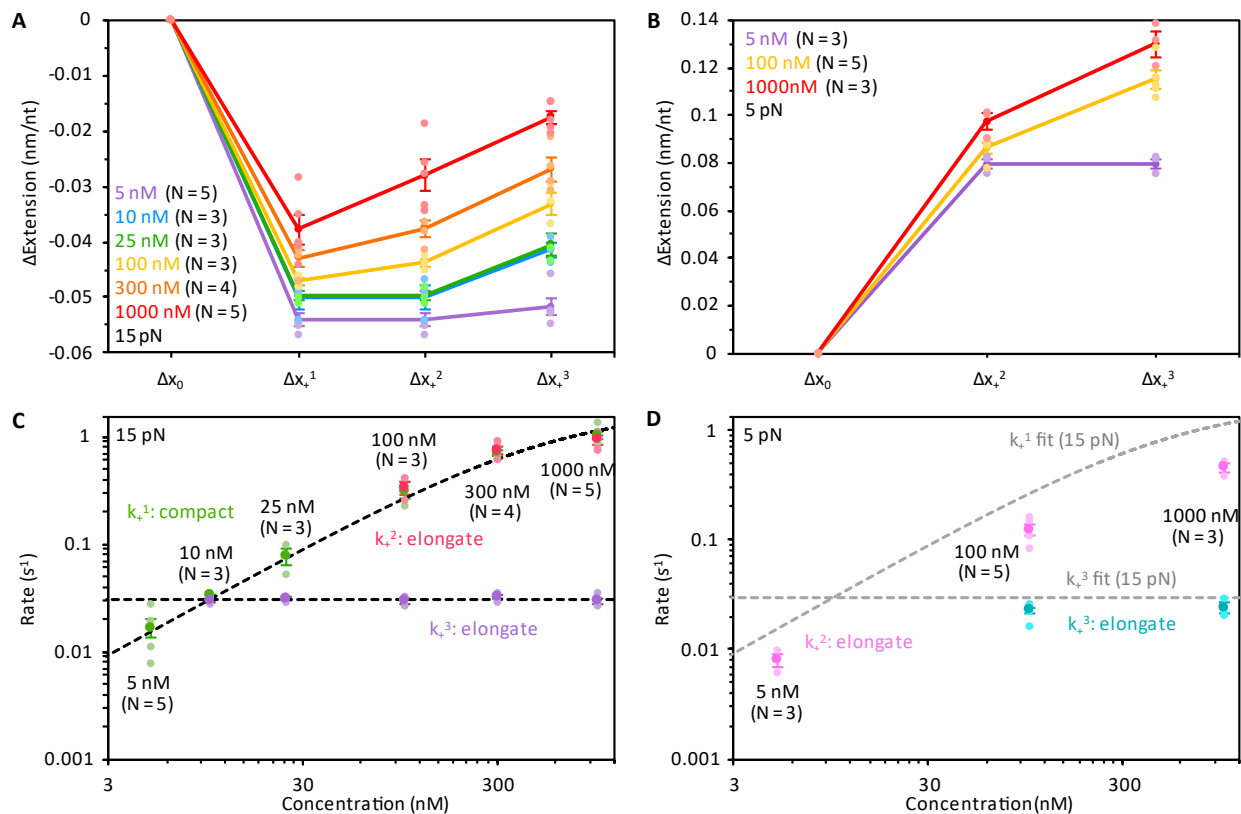 A
ΔExtension (nm/nt)
0
-0.01
-0.02
-0.03
-0.04
-0.05
-0.06
5 nM (N = 5)
10 nM (N = 3)
25 nM (N = 3)
100 nM (N = 3)
300 nM (N = 4)
1000 nM (N = 5)
15 pN
Δx₀
Δx₊¹
Δx₊²
Δx₊³
B
ΔExtension (nm/nt)
0.14
0.12
0.1
0.08
0.06
0.04
0.02
0
5 nM (N = 3)
100 nM (N = 5)
1000nM (N = 3)
5 pN
Δx₀
Δx₊²
Δx₊³
C
15 pN
Rate (s⁻¹)
1
0.1
0.01
0.001
k₊¹: compact
5 nM
(N = 5)
10 nM
(N = 3)
25 nM
(N = 3)
100 nM
(N = 3)
300 nM
(N = 4)
1000 nM
(N = 5)
k₊²: elongate
k₊³: elongate
3
30
300
Concentration (nM)
D
5 pN
Rate (s⁻¹)
1
0.1
0.01
0.001
k₊¹ fit (15 pN)
1000 nM
(N = 3)
100 nM
(N = 5)
k₊³ fit (15 pN)
k₊³: elongate
k₊²: elongate
5 nM
(N = 3)
3
30
300
Concentration (nM)